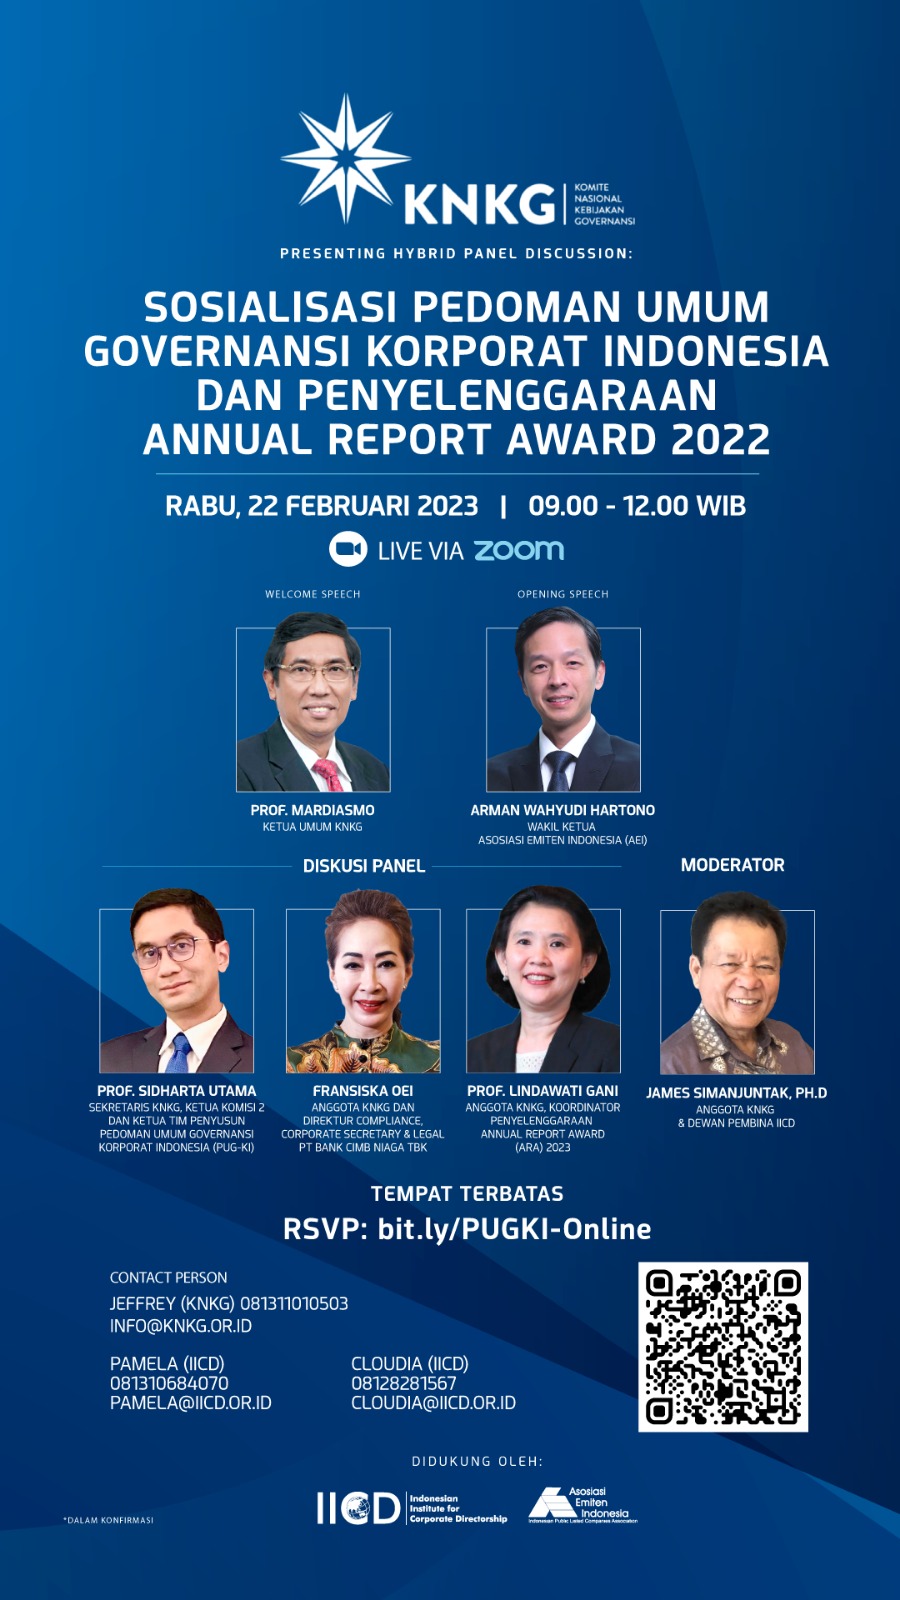 KNKG
KOMITE
NASIONAL
KEBIJAKAN
GOVERNANSI
PRESENTING HYBRID PANEL DISCUSSION:
SOSIALISASI PEDOMAN UMUM
GOVERNANSI KORPORAT INDONESIA
DAN PENYELENGGARAAN
ANNUAL REPORT AWARD 2022
RABU, 22 FEBRUARI 2023 | 09.00 - 12.00 WIB
LIVE VIA zoom
WELCOME SPEECH
PROF. MARDIASMO
KETUA UMUM KNKG
OPENING SPEECH
ARMAN WAHYUDI HARTONO
WAKIL KETUA
ASOSIASI EMITEN INDONESIA (AEI)
DISKUSI PANEL
PROF. SIDHARTA UTAMA
SEKRETARIS KNKG, KETUA KOMISI 2
DAN KETUA TIM PENYUSUN
PEDOMAN UMUM GOVERNANSI
KORPORAT INDONESIA (PUG-KI)
FRANSISKA OEI
ANGGOTA KNKG DAN
DIREKTUR COMPLIANCE,
CORPORATE SECRETARY & LEGAL
PT BANK CIMB NIAGA TBK
PROF. LINDAWATI GANI
ANGGOTA KNKG, KOORDINATOR
PENYELENGGARAAN
ANNUAL REPORT AWARD
(ARA) 2023
MODERATOR
JAMES SIMANJUNTAK, PH.D
ANGGOTA KNKG
& DEWAN PEMBINA IICD
TEMPAT TERBATAS
RSVP: bit.ly/PUGKI-Online
CONTACT PERSON
JEFFREY (KNKG) 081311010503
INFO@KNKG.OR.ID
PAMELA (IICD)
081310684070
PAMELA@IICD.OR.ID
CLOUDIA (IICD)
08128281567
CLOUDIA@IICD.OR.ID
DIDUKUNG OLEH:
IICD
Indonesian
Institute for
Corporate Directorship
Asosiasi
Emiten
Indonesia
Indonesian Public Listed Companies Association
*DALAM KONFIRMASI